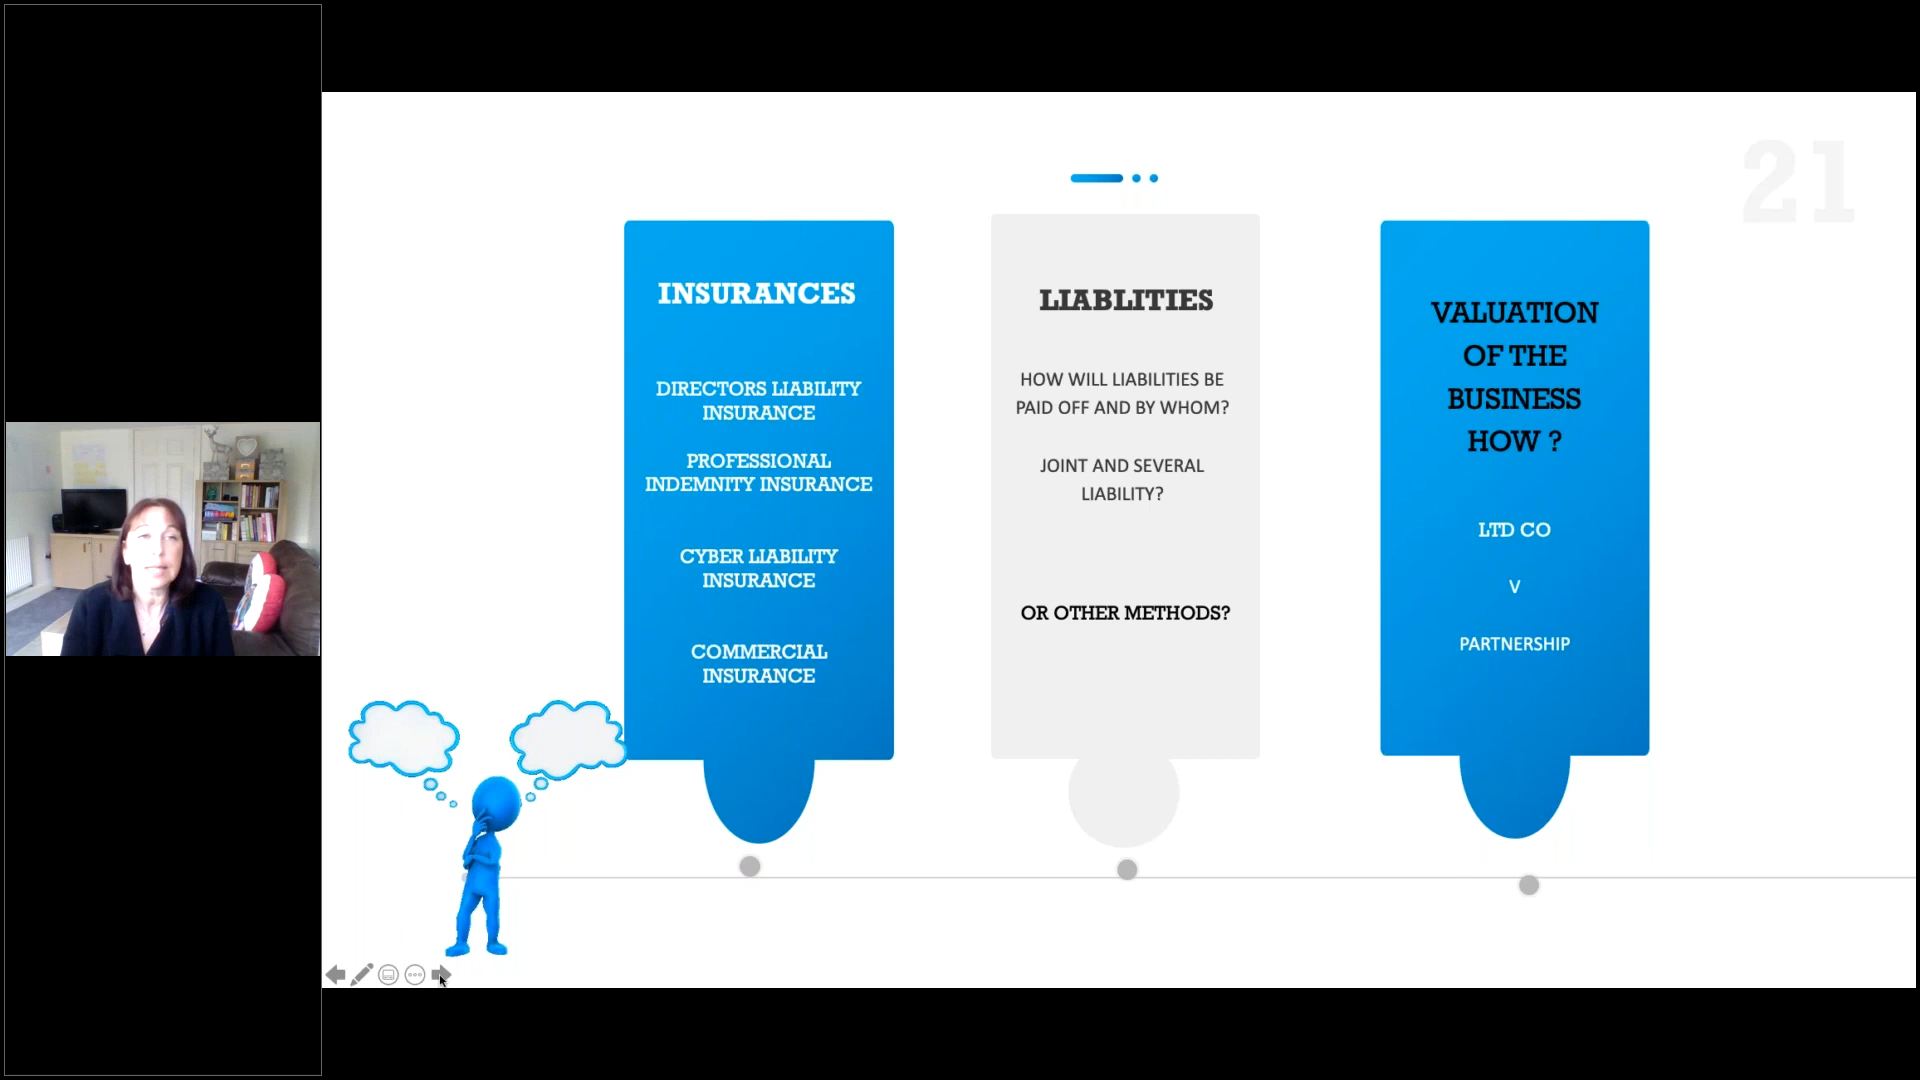 21
INSURANCES
DIRECTORS LIABILITY
INSURANCE
PROFESSIONAL
INDEMNITY INSURANCE
CYBER LIABILITY
INSURANCE
COMMERCIAL
INSURANCE
LIABLITIES
HOW WILL LIABILITIES BE
PAID OFF AND BY WHOM?
JOINT AND SEVERAL
LIABILITY?
OR OTHER METHODS?
VALUATION
OF THE
BUSINESS
HOW ?
LTD CO
V
PARTNERSHIP